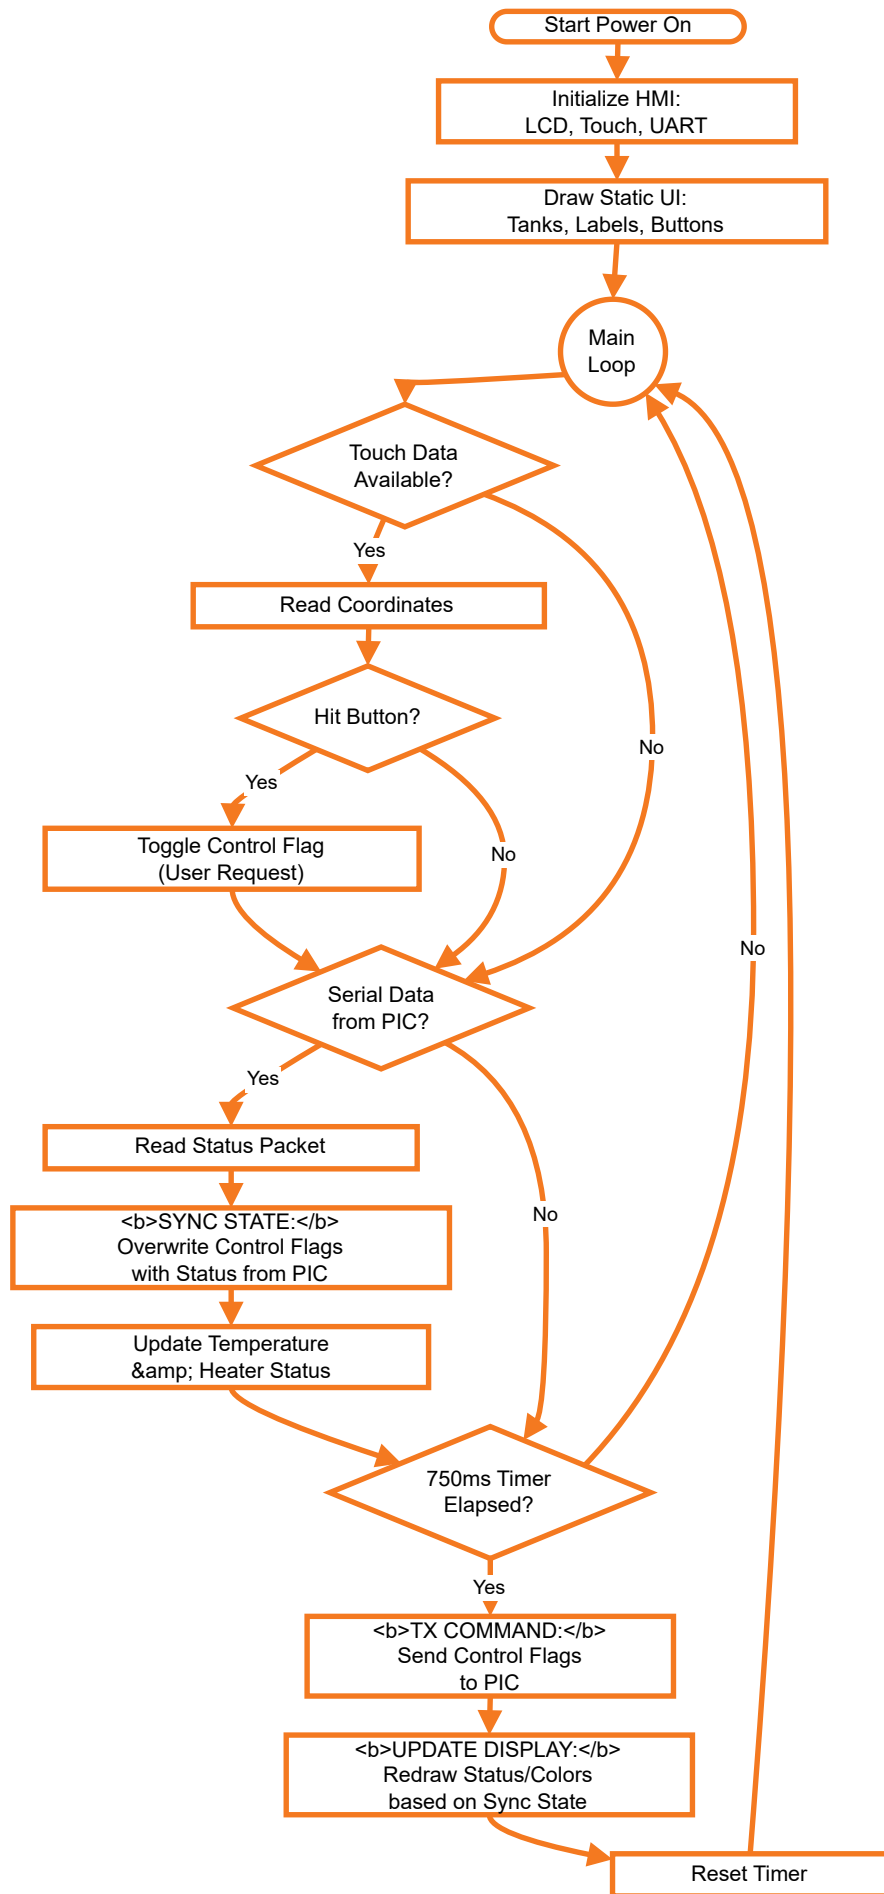 Start Power On
Initialize HMI:
LCD, Touch, UART
Draw Static UI:
Tanks, Labels, Buttons
Main
Loop
Touch Data
Available?
Yes
Read Coordinates
Hit Button?
No
Yes
Toggle Control Flag
(User Request)
No
No
Serial Data
from PIC?
Yes
Read Status Packet
<b>SYNC STATE:</b>
Overwrite Control Flags
with Status from PIC
No
Update Temperature
&amp; Heater Status
750ms Timer
Elapsed?
Yes
<b>TX COMMAND:</b>
Send Control Flags
to PIC
<b>UPDATE DISPLAY:</b>
Redraw Status/Colors
based on Sync State
Reset Timer